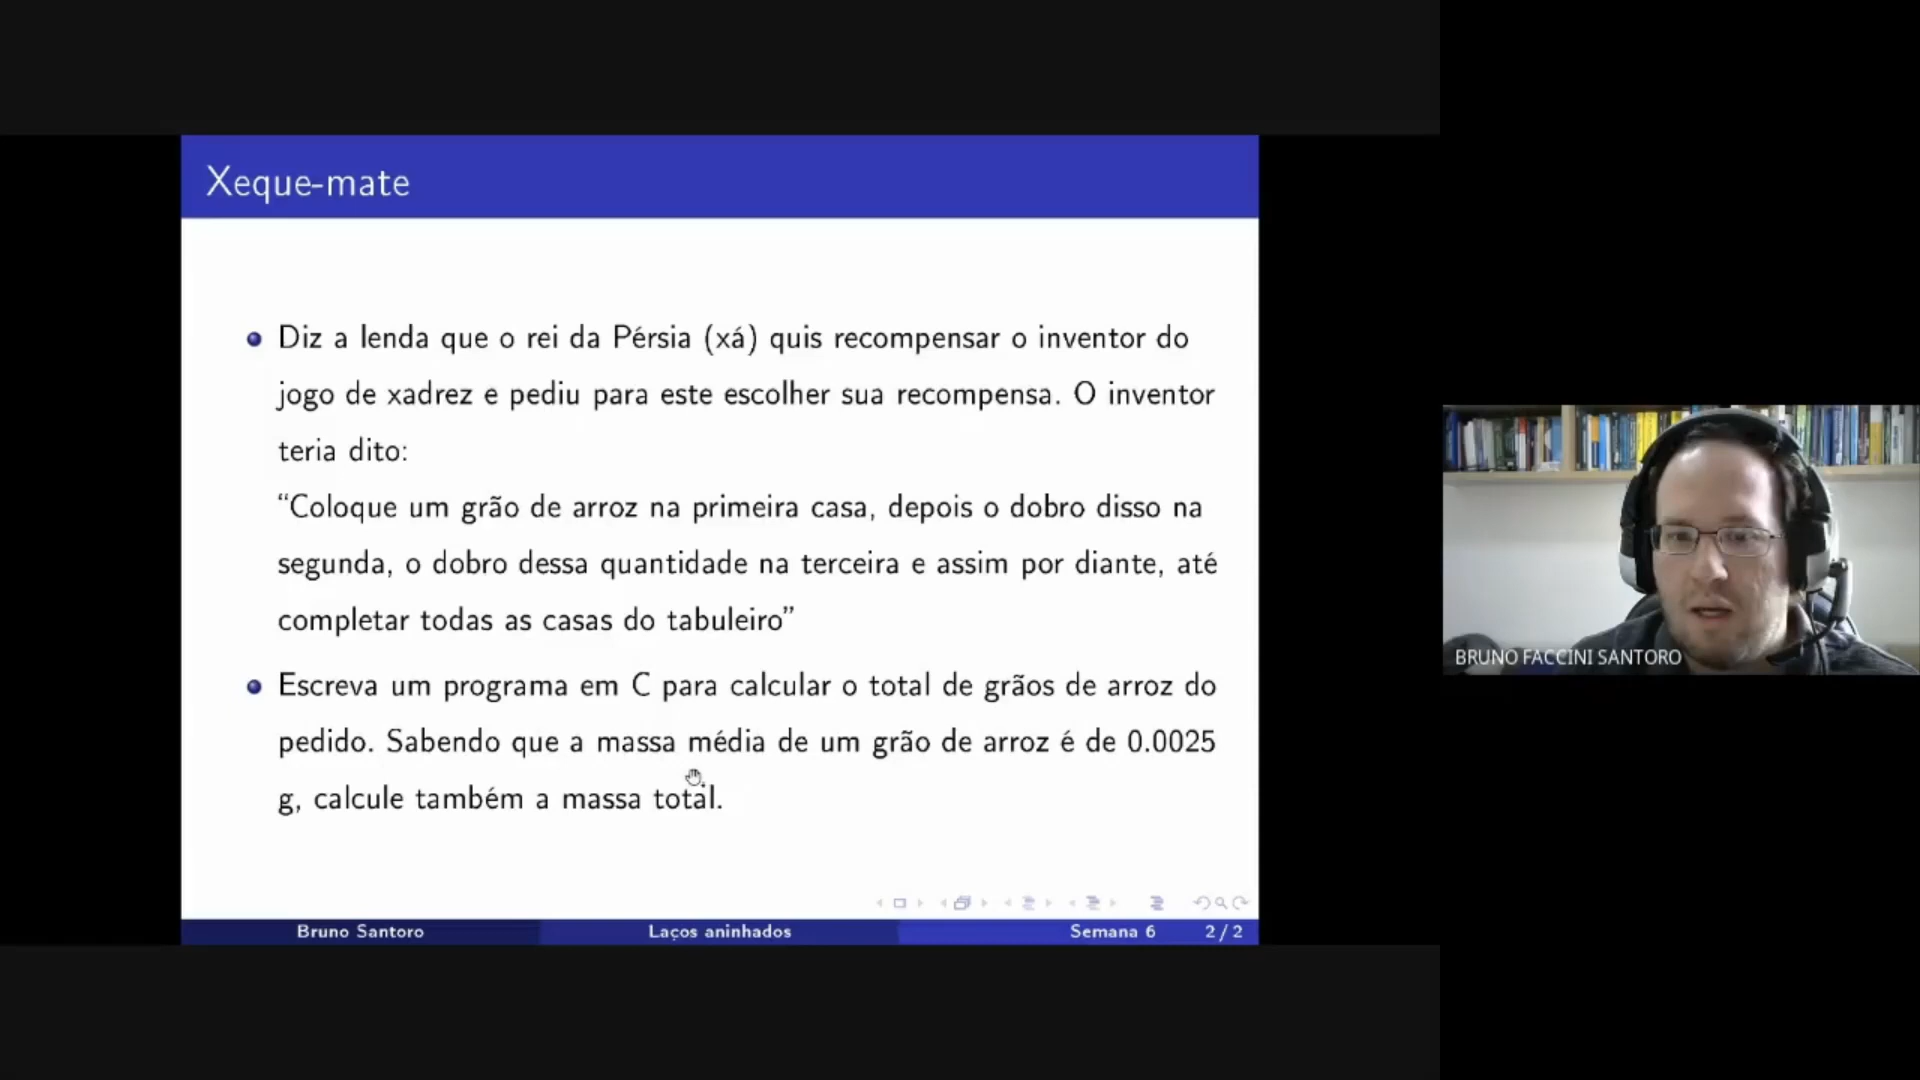 Xeque-mate
Diz a lenda que o rei da Pérsia (xá) quis recompensar o inventor do
jogo de xadrez e pediu para este escolher sua recompensa. O inventor
teria dito:
“Coloque um grão de arroz na primeira casa, depois o dobro disso na
segunda, o dobro dessa quantidade na terceira e assim por diante, até
completar todas as casas do tabuleiro”
Escreva um programa em C para calcular o total de grãos de arroz do
pedido. Sabendo que a massa média de um grão de arroz é de 0.0025
g, calcule também a massa total.
Bruno Santoro Laços aninhados Semana 6 2 / 2
BRUNO FACCINI SANTORO